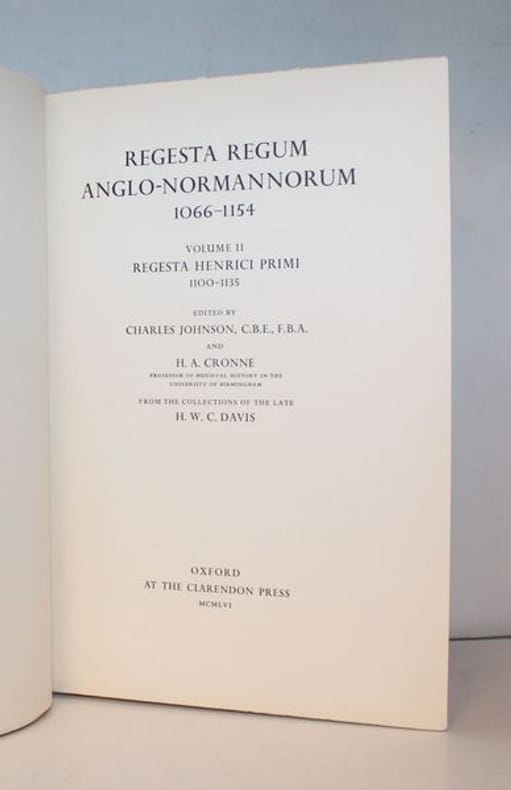 REGESTA REGUM
ANGLO-NORMANNORUM
1066–1154
VOLUME II
REGESTA HENRICI PRIMI
1100–1135
EDITED BY
CHARLES JOHNSON, C.B.E., F.B.A.
AND
H. A. CRONNE
PROFESSOR OF MEDIEVAL HISTORY IN THE
UNIVERSITY OF BIRMINGHAM
FROM THE COLLECTIONS OF THE LATE
H. W. C. DAVIS
OXFORD
AT THE CLARENDON PRESS
MCMLVI